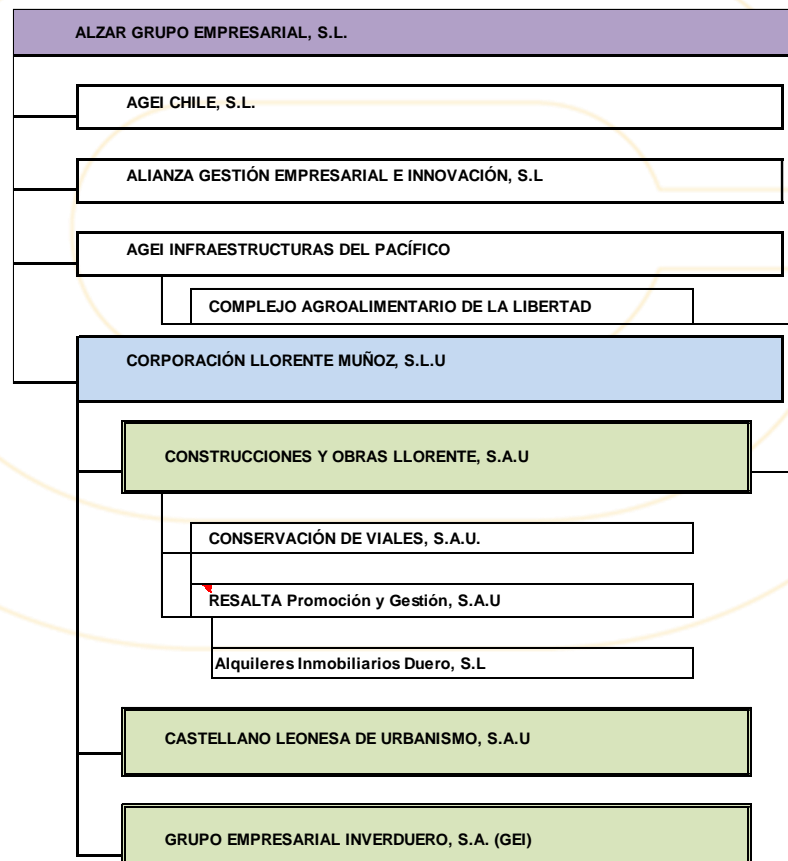 ALZAR GRUPO EMPRESARIAL, S.L.
AGEI CHILE, S.L.
ALIANZA GESTIÓN EMPRESARIAL E INNOVACIÓN, S.L
AGEI INFRAESTRUCTURAS DEL PACÍFICO
COMPLEJO AGROALIMENTARIO DE LA LIBERTAD
CORPORACIÓN LLORENTE MUÑOZ, S.L.U
CONSTRUCCIONES Y OBRAS LLORENTE, S.A.U
CONSERVACIÓN DE VIALES, S.A.U.
RESALTA Promoción y Gestión, S.A.U
Alquileres Inmobiliarios Duero, S.L
CASTELLANO LEONESA DE URBANISMO, S.A.U
GRUPO EMPRESARIAL INVERDUERO, S.A. (GEI)